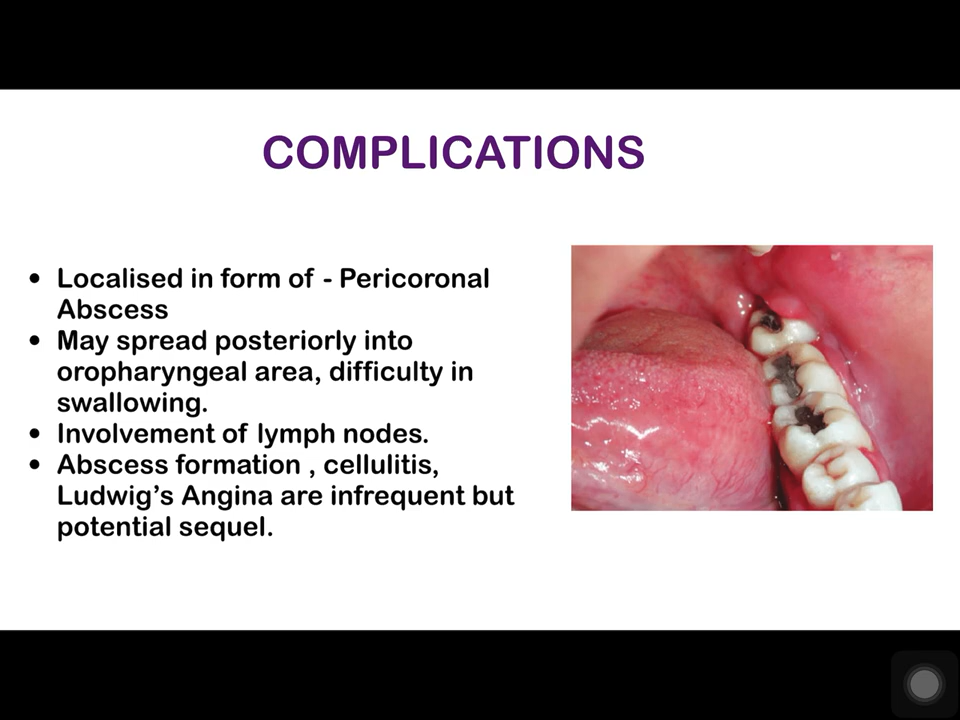 COMPLICATIONS
• Localised in form of - Pericoronal
Abscess
• May spread posteriorly into
oropharyngeal area, difficulty in
swallowing.
• Involvement of lymph nodes.
• Abscess formation , cellulitis,
Ludwig’s Angina are infrequent but
potential sequel.